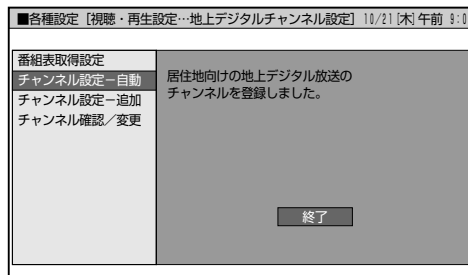 ■各種設定［視聴・再生設定…地上デジタルチャンネル設定］ 10/21［木］午前 9:0
番組表取得設定
チャンネル設定－自動
チャンネル設定－追加
チャンネル確認／変更
居住地向けの地上デジタル放送の
チャンネルを登録しました。
終了